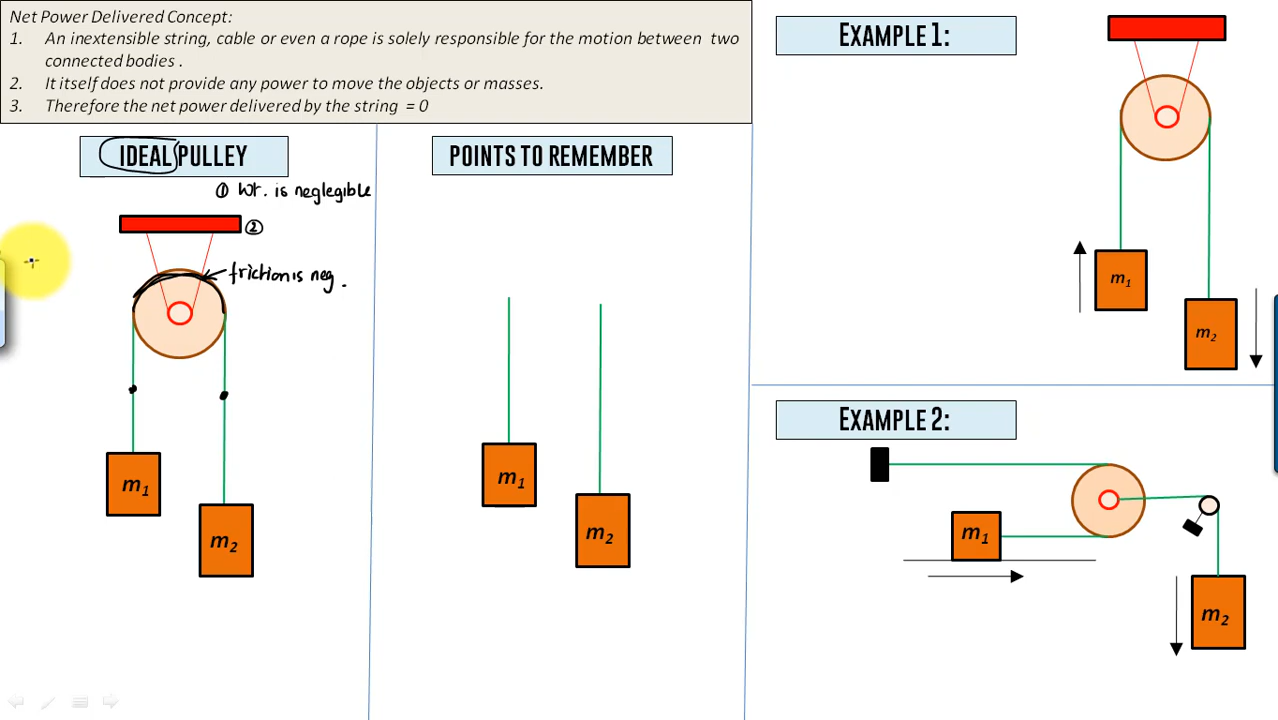 Net Power Delivered Concept:
1. An inextensible string, cable or even a rope is solely responsible for the motion between two
connected bodies .
2. It itself does not provide any power to move the objects or masses.
3. Therefore the net power delivered by the string = 0
IDEAL PULLEY
① Wt. is neglegible
②
friction is neg.
m1
m2
POINTS TO REMEMBER
m1
m2
EXAMPLE 1:
m1
m2
EXAMPLE 2:
m1
m2